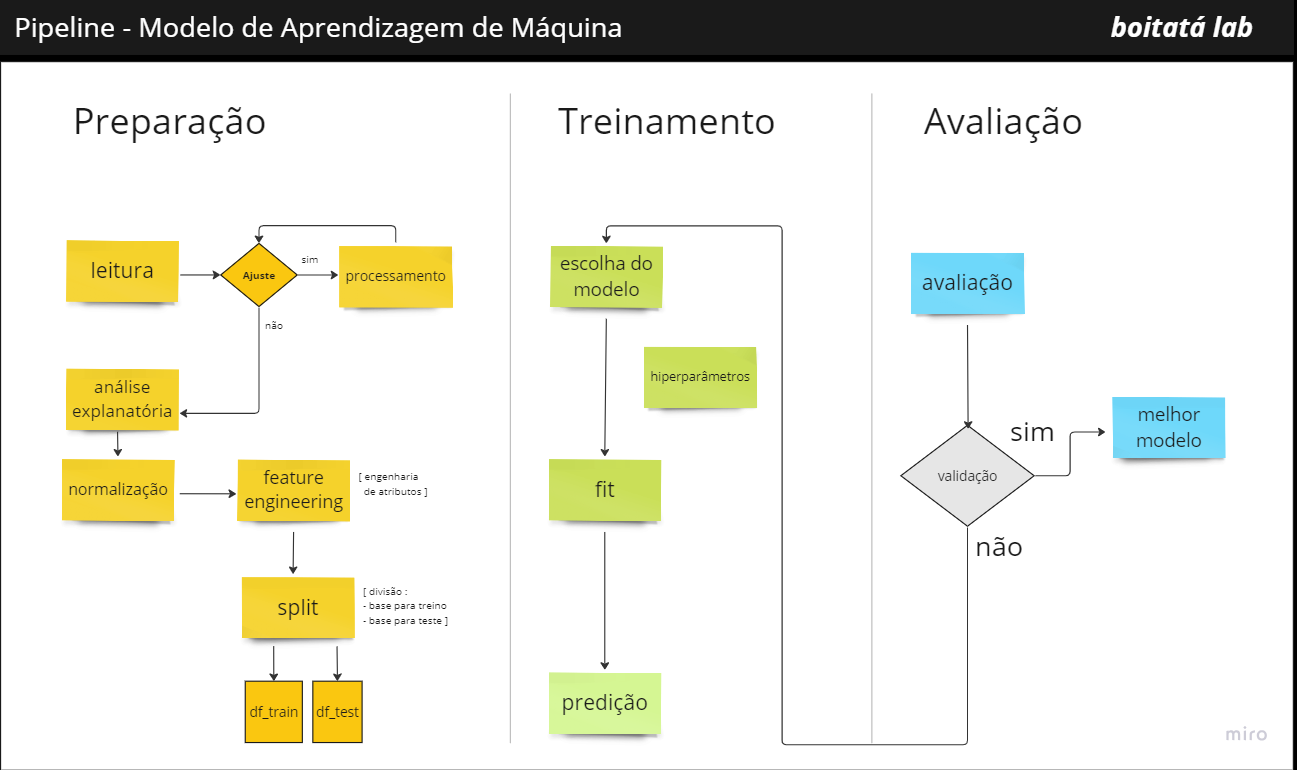 Pipeline - Modelo de Aprendizagem de Máquina
boitatá lab
Preparação
leitura
Ajuste
sim
processamento
não
análise
explanatória
normalização
feature
engineering
[ engenharia
de atributos ]
split
[ divisão :
- base para treino
- base para teste ]
df_train
df_test
Treinamento
escolha do
modelo
hiperparâmetros
fit
predição
Avaliação
avaliação
validação
sim
melhor
modelo
não
miro